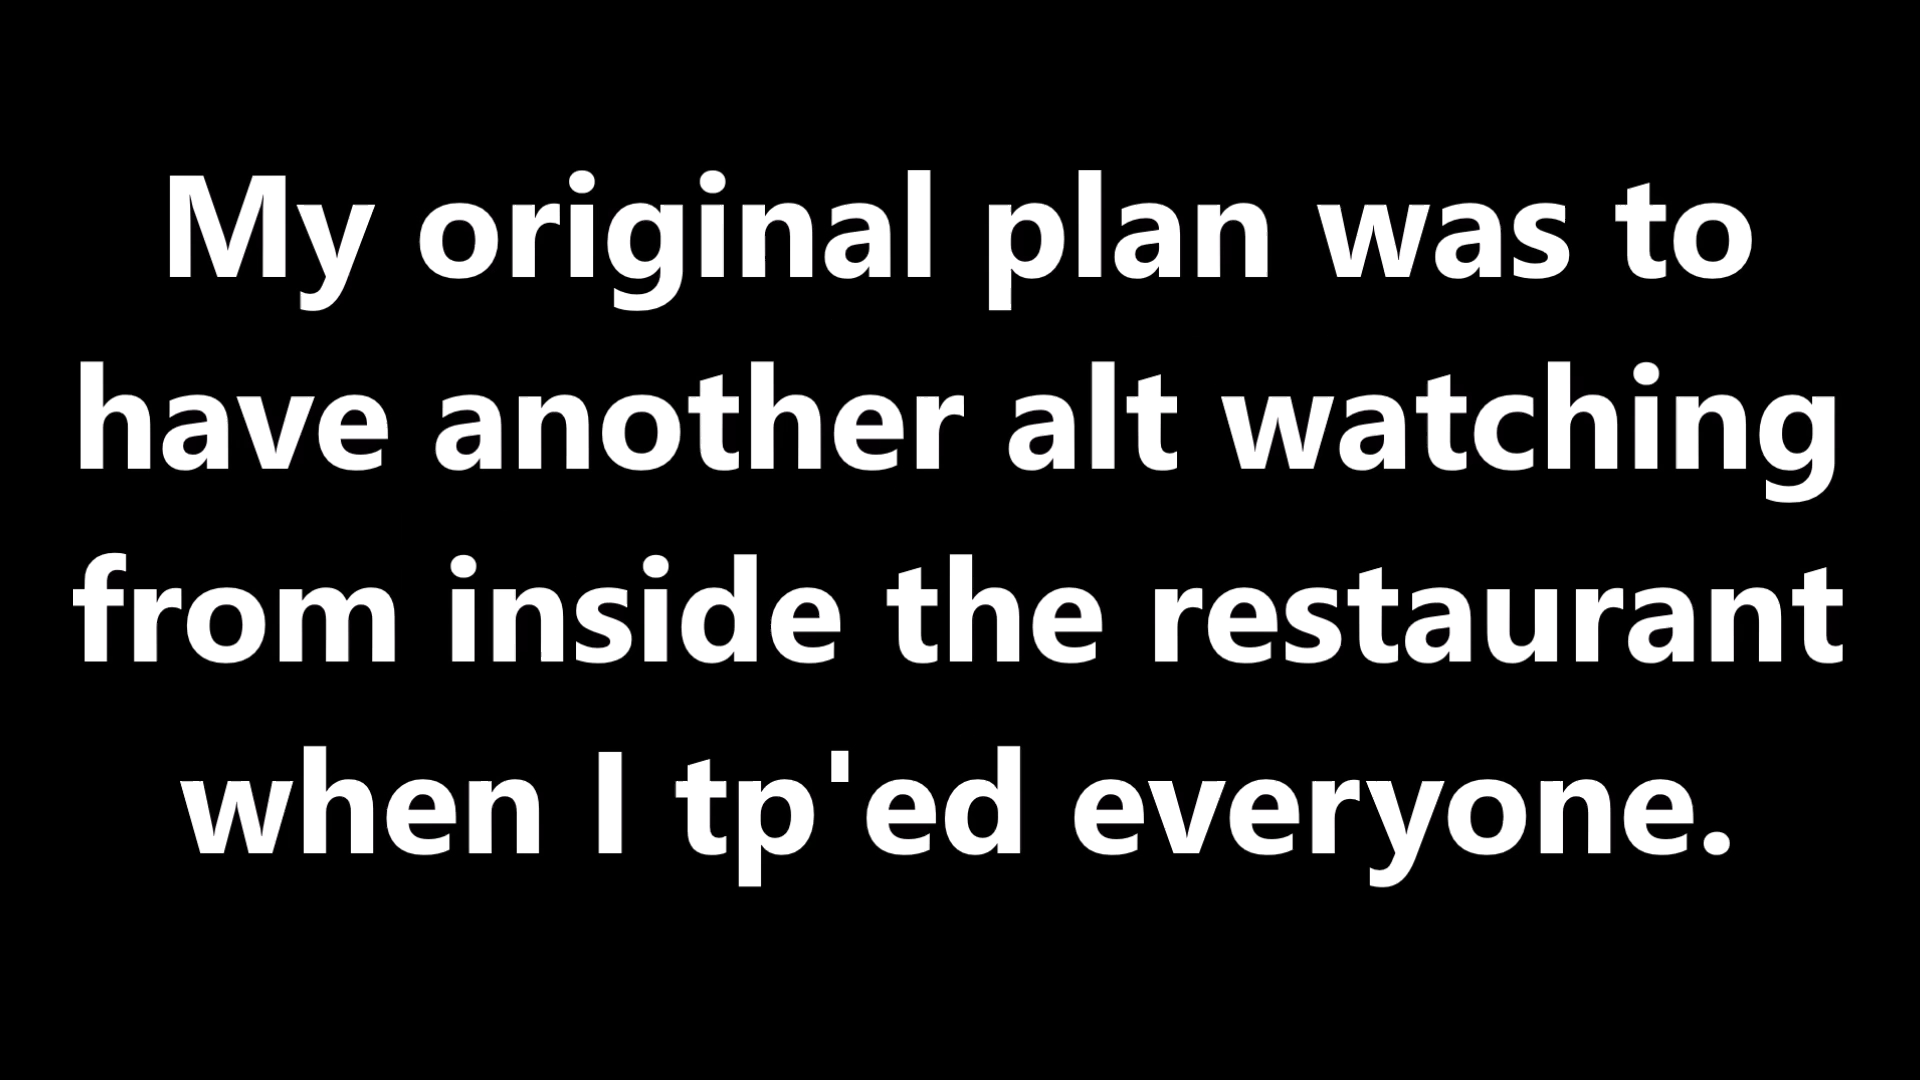 My original plan was to
have another alt watching
from inside the restaurant
when I tp'ed everyone.